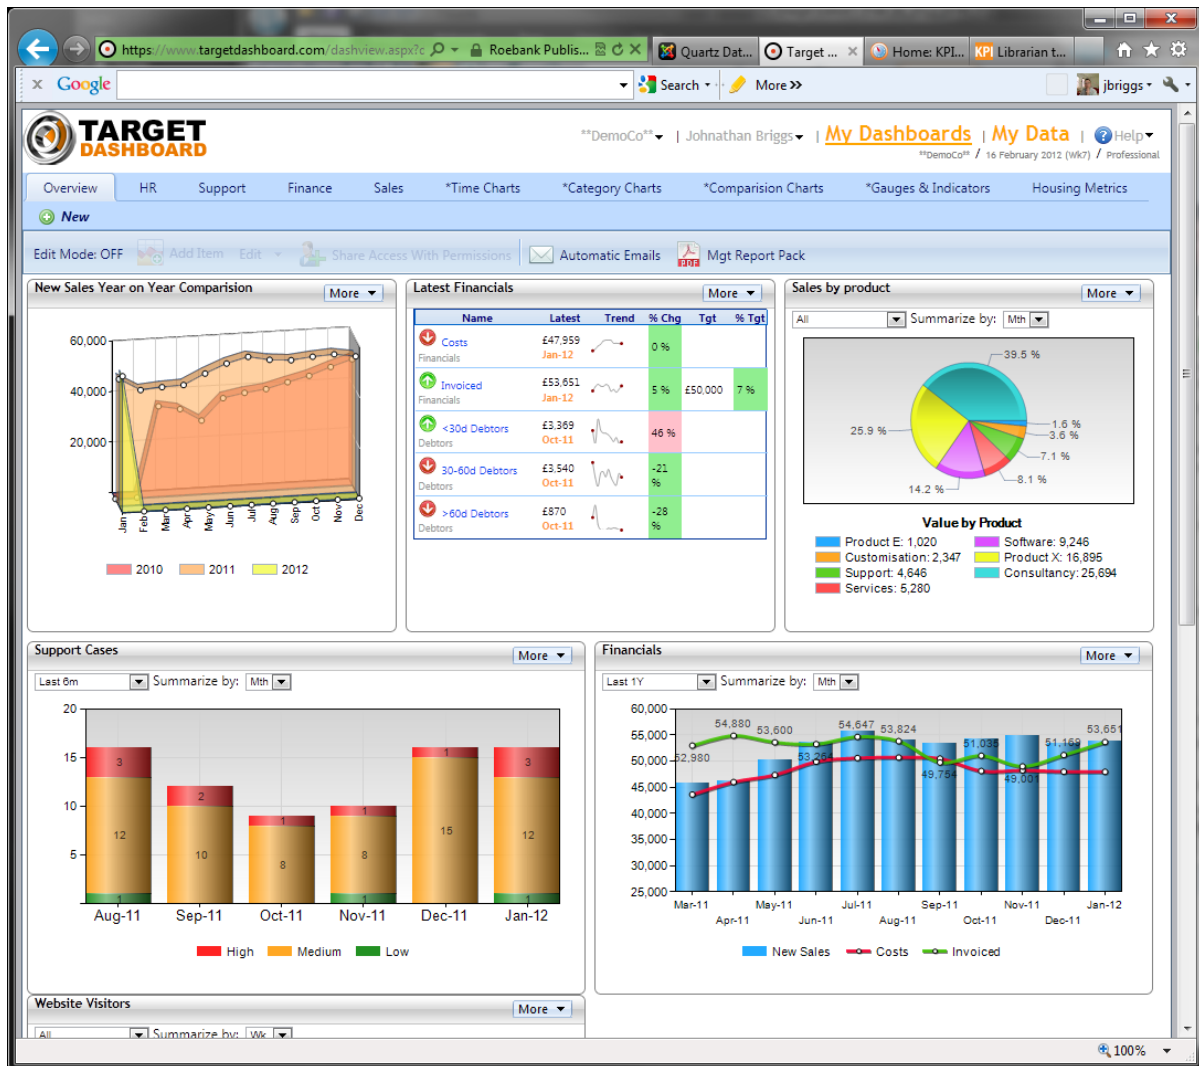 https://www.targetdashboard.com/dashview.aspx?c Roebank Publis... Quartz Dat... Target ... Home: KPI... KPI Librarian t...
x Google Search More >> jbriggs
TARGET
DASHBOARD
**DemoCo** | Johnathan Briggs | My Dashboards | My Data | Help
**DemoCo** / 16 February 2012 (Wk7) / Professional
Overview HR Support Finance Sales *Time Charts *Category Charts *Comparision Charts *Gauges & Indicators Housing Metrics
New
Edit Mode: OFF Add Item Edit Share Access With Permissions Automatic Emails PDF Mgt Report Pack
New Sales Year on Year Comparision More
60,000
40,000
20,000
Jan Feb Mar Apr May Jun Jul Aug Sep Oct Nov Dec
2010 2011 2012
Latest Financials More
Name Latest Trend % Chg Tgt % Tgt
Costs £47,959 0 %
Financials Jan-12
Invoiced £53,651 5 % £50,000 7 %
Financials Jan-12
<30d Debtors £3,369 46 %
Debtors Oct-11
30-60d Debtors £3,540 -21 %
Debtors Oct-11
>60d Debtors £870 -28 %
Debtors Oct-11
Sales by product More
All Summarize by: Mth
39.5 %
1.6 %
3.6 %
7.1 %
8.1 %
14.2 %
25.9 %
Value by Product
Product E: 1,020 Software: 9,246
Customisation: 2,347 Product X: 16,895
Support: 4,646 Consultancy: 25,694
Services: 5,280
Support Cases More
Last 6m Summarize by: Mth
20
15
10
5
3 2 1 1 1 3
12 10 8 8 15 12
1 1 1
Aug-11 Sep-11 Oct-11 Nov-11 Dec-11 Jan-12
High Medium Low
Financials More
Last 1Y Summarize by: Mth
60,000
55,000
50,000
45,000
40,000
35,000
30,000
25,000
52,980 54,880 53,600 53,264 54,647 53,824 49,754 51,035 49,001 51,169 53,651
Mar-11 Apr-11 May-11 Jun-11 Jul-11 Aug-11 Sep-11 Oct-11 Nov-11 Dec-11 Jan-12
New Sales Costs Invoiced
Website Visitors More
All Summarize by: Wk
100%